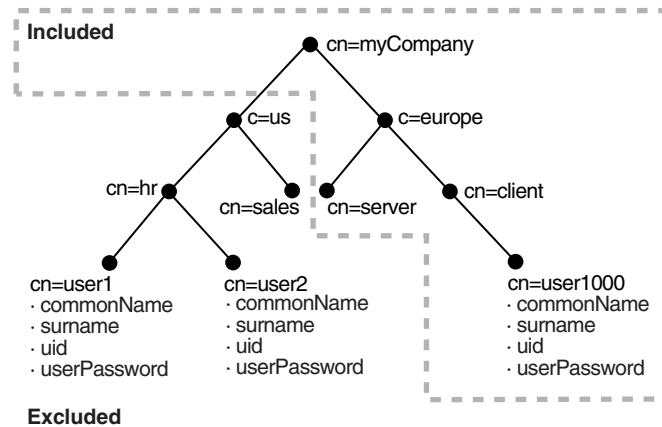 Included
cn=myCompany
c=us
c=europe
cn=hr
cn=sales
cn=server
cn=client
cn=user1
· commonName
· surname
· uid
· userPassword
cn=user2
· commonName
· surname
· uid
· userPassword
cn=user1000
· commonName
· surname
· uid
· userPassword
Excluded